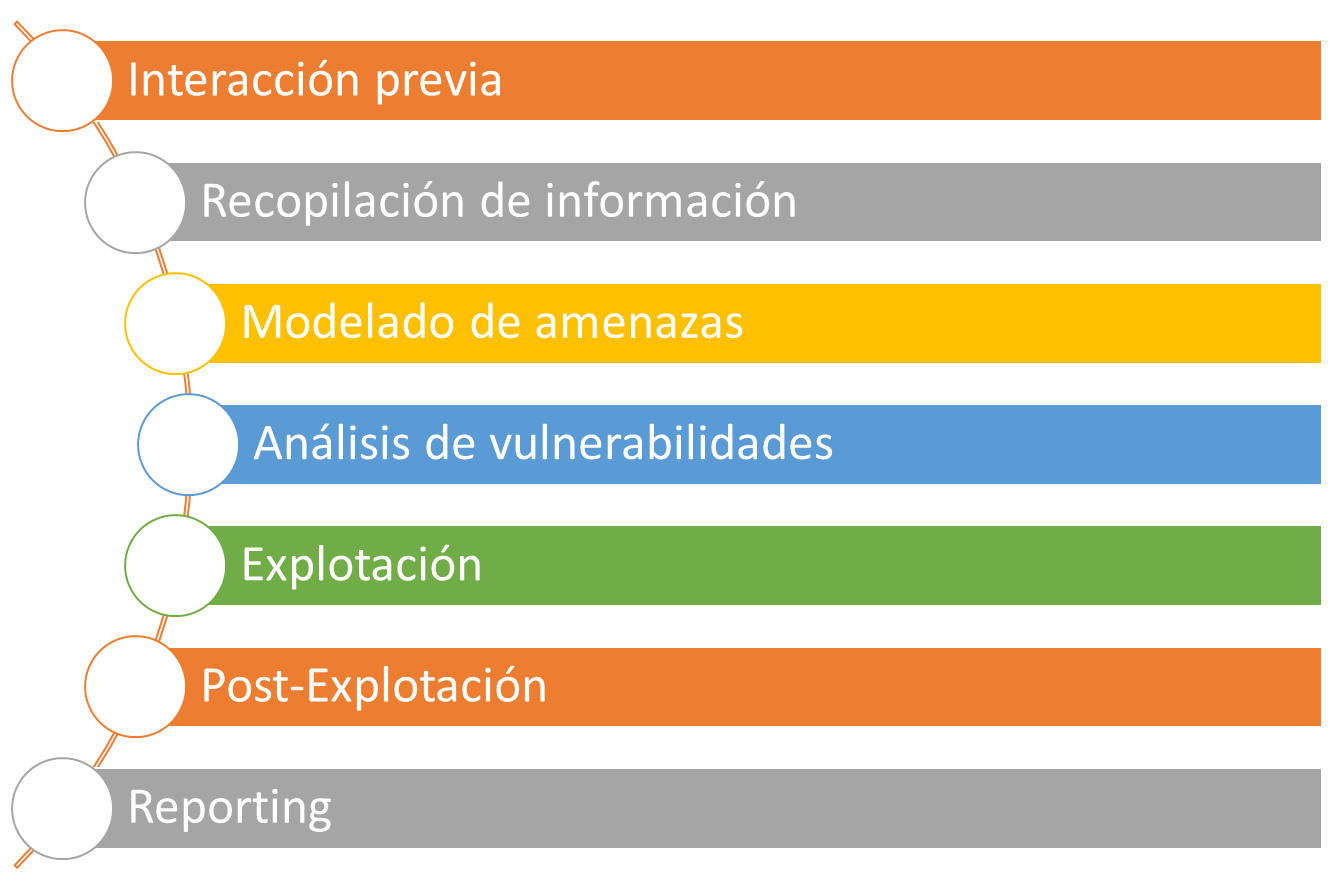 Interacción previa
Recopilación de información
Modelado de amenazas
Análisis de vulnerabilidades
Explotación
Post-Explotación
Reporting